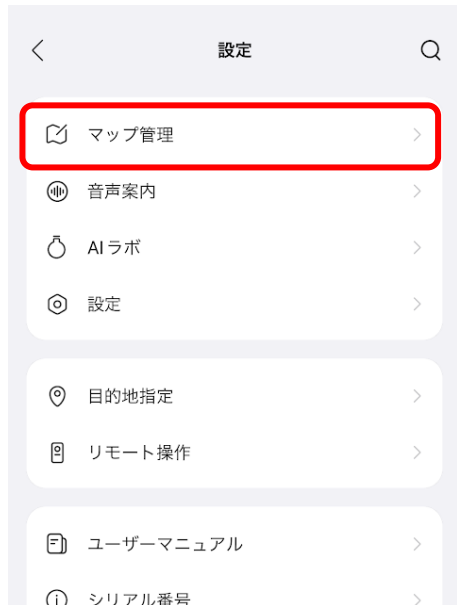 設定
マップ管理
音声案内
AIラボ
設定
目的地指定
リモート操作
ユーザーマニュアル
シリアル番号